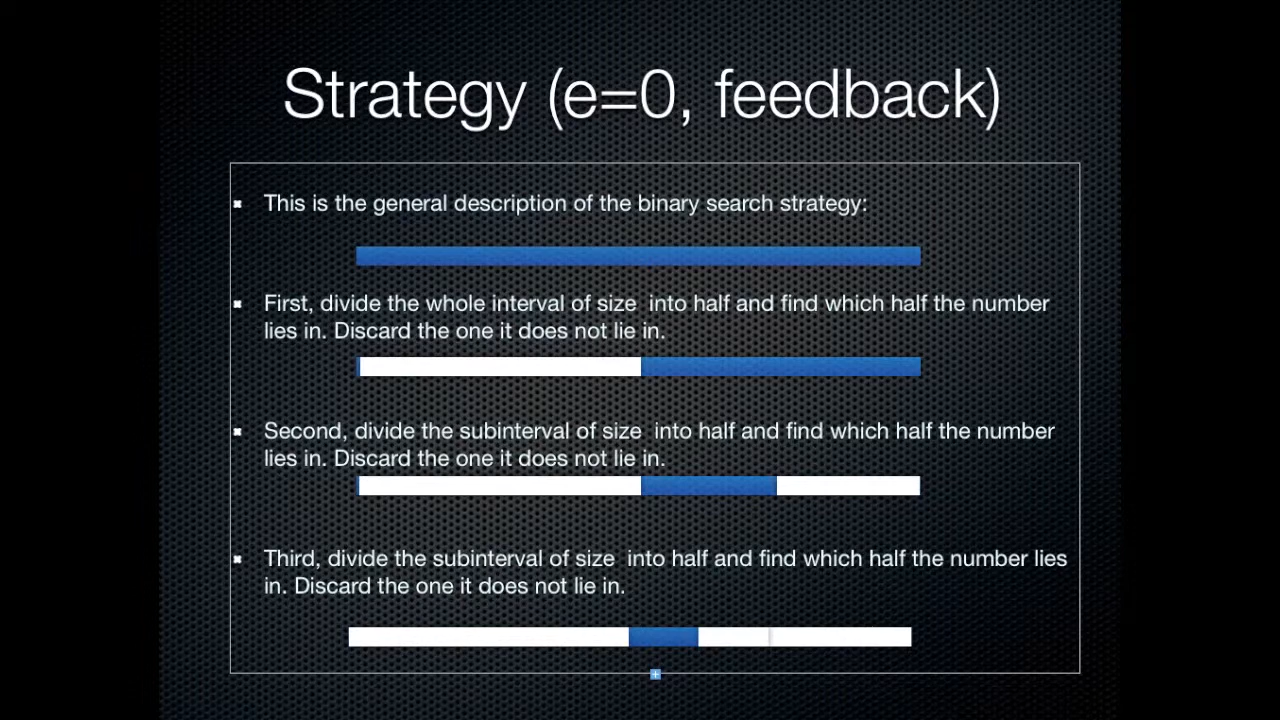 Strategy (e=0, feedback)
This is the general description of the binary search strategy:
First, divide the whole interval of size  into half and find which half the number
lies in. Discard the one it does not lie in.
Second, divide the subinterval of size  into half and find which half the number
lies in. Discard the one it does not lie in.
Third, divide the subinterval of size  into half and find which half the number lies
in. Discard the one it does not lie in.